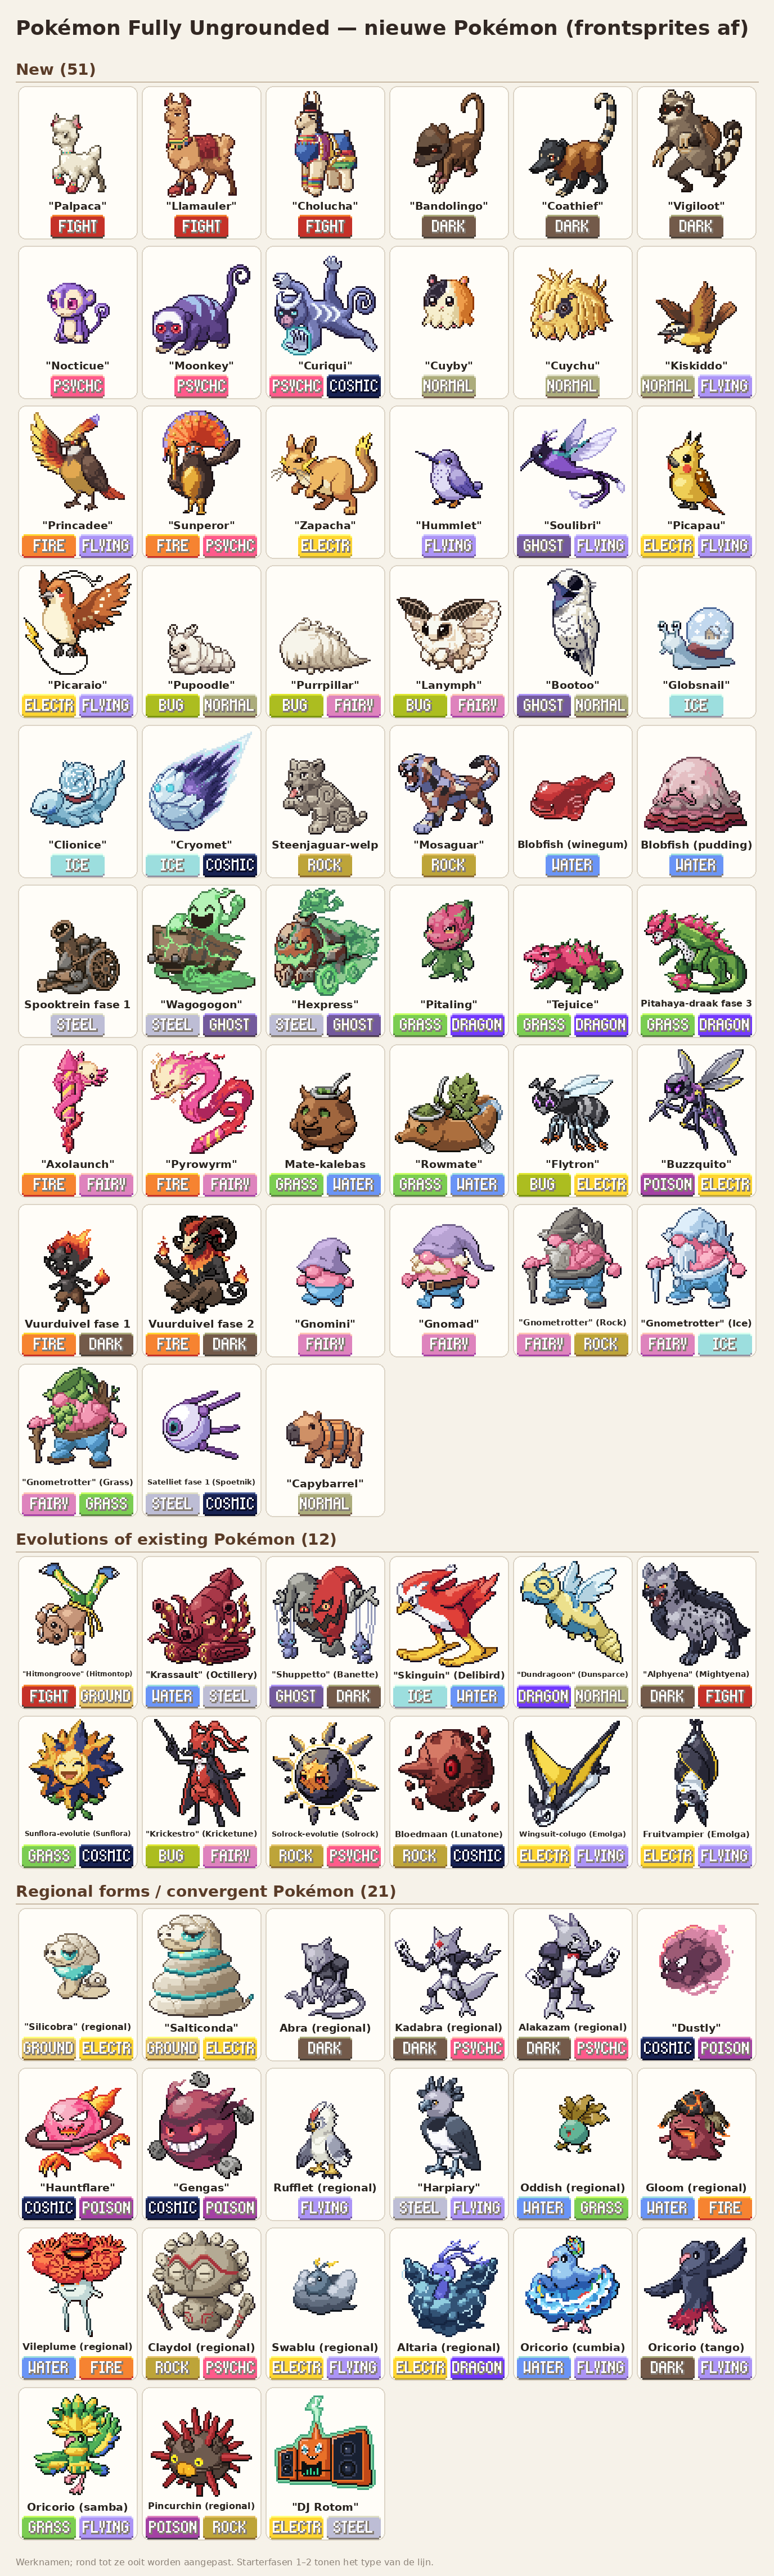 Pokémon Fully Ungrounded — nieuwe Pokémon (frontsprites af)
New (51)
"Palpaca" "Llamauler" "Cholucha" "Bandolingo" "Coathief" "Vigiloot"
FIGHT FIGHT FIGHT DARK DARK DARK
"Nocticue" "Moonkey" "Curiqui" "Cuyby" "Cuychu" "Kiskiddo"
PSYCHC PSYCHC PSYCHC COSMIC NORMAL NORMAL NORMAL FLYING
"Princadee" "Sunperor" "Zapacha" "Hummlet" "Soulibri" "Picapau"
FIRE FLYING FIRE PSYCHC ELECTR FLYING GHOST FLYING ELECTR FLYING
"Picaraio" "Pupoodle" "Purrpillar" "Lanymph" "Bootoo" "Globsnail"
ELECTR FLYING BUG NORMAL BUG FAIRY BUG FAIRY GHOST NORMAL ICE
"Clionice" "Cryomet" Steenjaguar-welp "Mosaguar" Blobfish (winegum) Blobfish (pudding)
ICE ICE COSMIC ROCK ROCK WATER WATER
Spooktrein fase 1 "Wagogogon" "Hexpress" "Pitaling" "Tejuice" Pitahaya-draak fase 3
STEEL STEEL GHOST STEEL GHOST GRASS DRAGON GRASS DRAGON GRASS DRAGON
"Axolaunch" "Pyrowyrm" Mate-kalebas "Rowmate" "Flytron" "Buzzquito"
FIRE FAIRY FIRE FAIRY GRASS WATER GRASS WATER BUG ELECTR POISON ELECTR
Vuurduivel fase 1 Vuurduivel fase 2 "Gnomini" "Gnomad" "Gnometrotter" (Rock) "Gnometrotter" (Ice)
FIRE DARK FIRE DARK FAIRY FAIRY FAIRY ROCK FAIRY ICE
"Gnometrotter" (Grass) Satelliet fase 1 (Spoetnik) "Capybarrel"
FAIRY GRASS STEEL COSMIC NORMAL
Evolutions of existing Pokémon (12)
"Hitmongroove" (Hitmontop) "Krassault" (Octillery) "Shuppetto" (Banette) "Skinguin" (Delibird) "Dundragoon" (Dunsparce) "Alphyena" (Mightyena)
FIGHT GROUND WATER STEEL GHOST DARK ICE WATER DRAGON NORMAL DARK FIGHT
Sunflora-evolutie (Sunflora) "Krickestro" (Kricketune) Solrock-evolutie (Solrock) Bloedmaan (Lunatone) Wingsuit-colugo (Emolga) Fruitvampier (Emolga)
GRASS COSMIC BUG FAIRY ROCK PSYCHC ROCK COSMIC ELECTR FLYING ELECTR FLYING
Regional forms / convergent Pokémon (21)
"Silicobra" (regional) "Salticonda" Abra (regional) Kadabra (regional) Alakazam (regional) "Dustly"
GROUND ELECTR GROUND ELECTR DARK DARK PSYCHC DARK PSYCHC COSMIC POISON
"Hauntflare" "Gengas" Rufflet (regional) "Harpiary" Oddish (regional) Gloom (regional)
COSMIC POISON COSMIC POISON FLYING STEEL FLYING WATER GRASS WATER FIRE
Vileplume (regional) Claydol (regional) Swablu (regional) Altaria (regional) Oricorio (cumbia) Oricorio (tango)
WATER FIRE ROCK PSYCHC ELECTR FLYING ELECTR DRAGON WATER FLYING DARK FLYING
Oricorio (samba) Pincurchin (regional) "DJ Rotom"
GRASS FLYING POISON ROCK ELECTR STEEL
Werknamen; rond tot ze ooit worden aangepast. Starterfasen 1–2 tonen het type van de lijn.